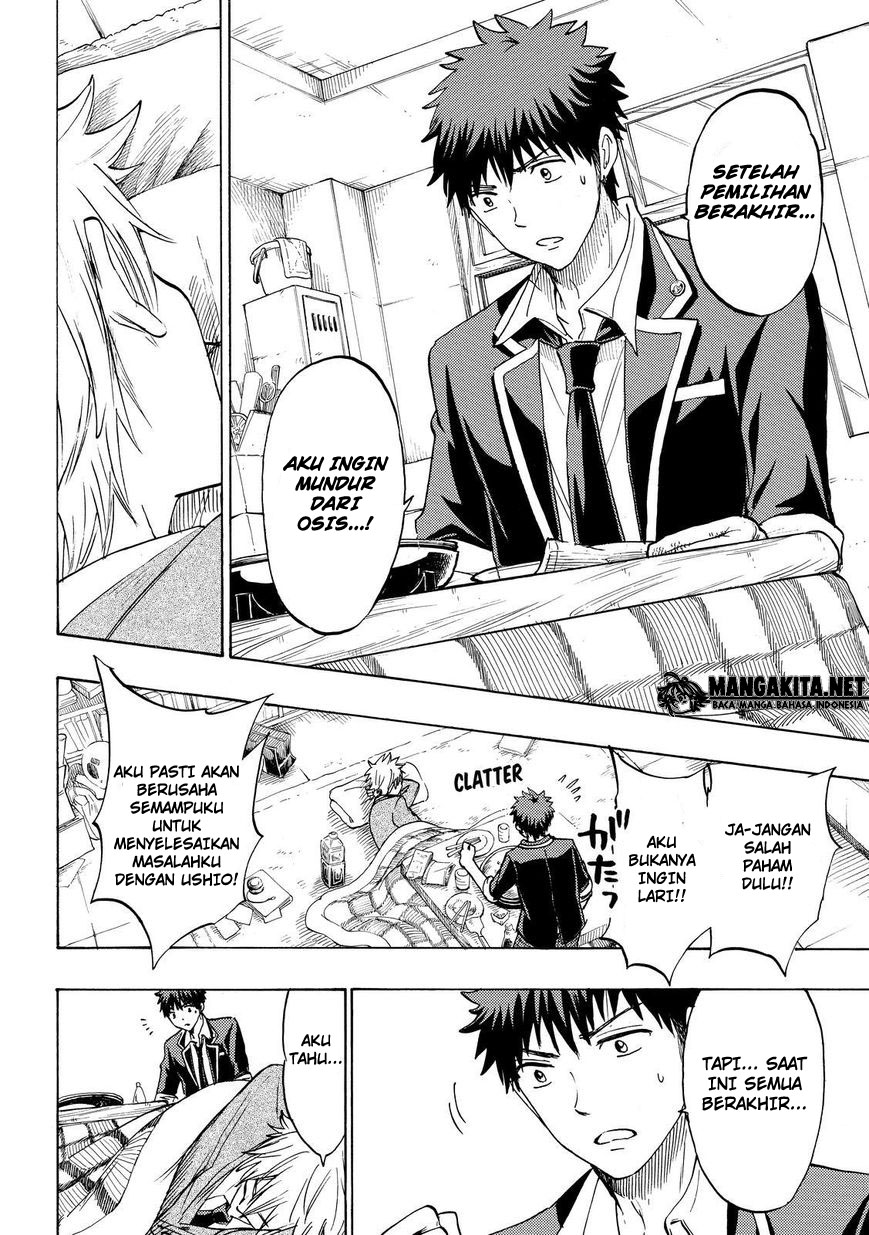 SETELAH
PEMILIHAN
BERAKHIR...
AKU INGIN
MUNDUR
DARI
OSIS...!
MANGAKITA.NET
BACA MANGA BAHASA INDONESIA
JA-JANGAN
SALAH
PAHAM
DULU!!
AKU
BUKANYA
INGIN
LARI!!
ガタッ
CLATTER
AKU PASTI AKAN
BERUSAHA
SEMAMPUKU
UNTUK
MENYELESAIKAN
MASALAHKU
DENGAN USHIO!
TAPI... SAAT
INI SEMUA
BERAKHIR...
AKU
TAHU...